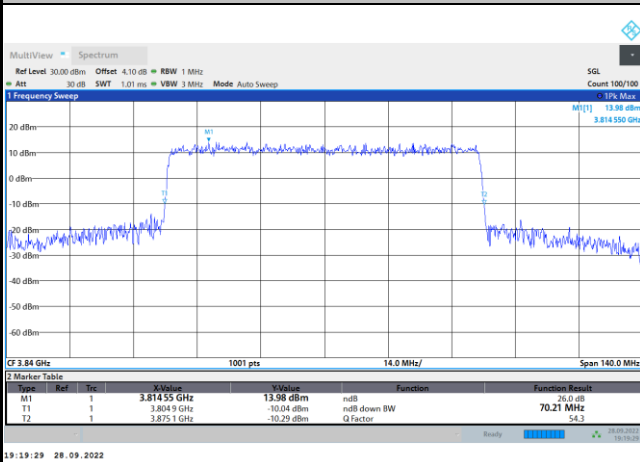 MultiView Spectrum
Ref Level 30.00 dBm Offset 4.10 dB RBW 1 MHz SGL
Att 30 dB SWT 1.01 ms VBW 3 MHz Mode Auto Sweep Count 100/100
1 Frequency Sweep 1Pk Max
M1[1] 13.98 dBm
3.814 550 GHz
20 dBm
M1
10 dBm
0 dBm
T1 T2
-10 dBm
-20 dBm
-30 dBm
-40 dBm
-50 dBm
-60 dBm
CF 3.84 GHz 1001 pts 14.0 MHz/ Span 140.0 MHz
2 Marker Table
Type Ref Trc X-Value Y-Value Function Function Result
M1 1 3.814 55 GHz 13.98 dBm ndB 26.0 dB
T1 1 3.804 9 GHz -10.04 dBm ndB down BW 70.21 MHz
T2 1 3.875 1 GHz -10.29 dBm Q Factor 54.3
Ready 28.09.2022
19:19:29
19:19:29 28.09.2022